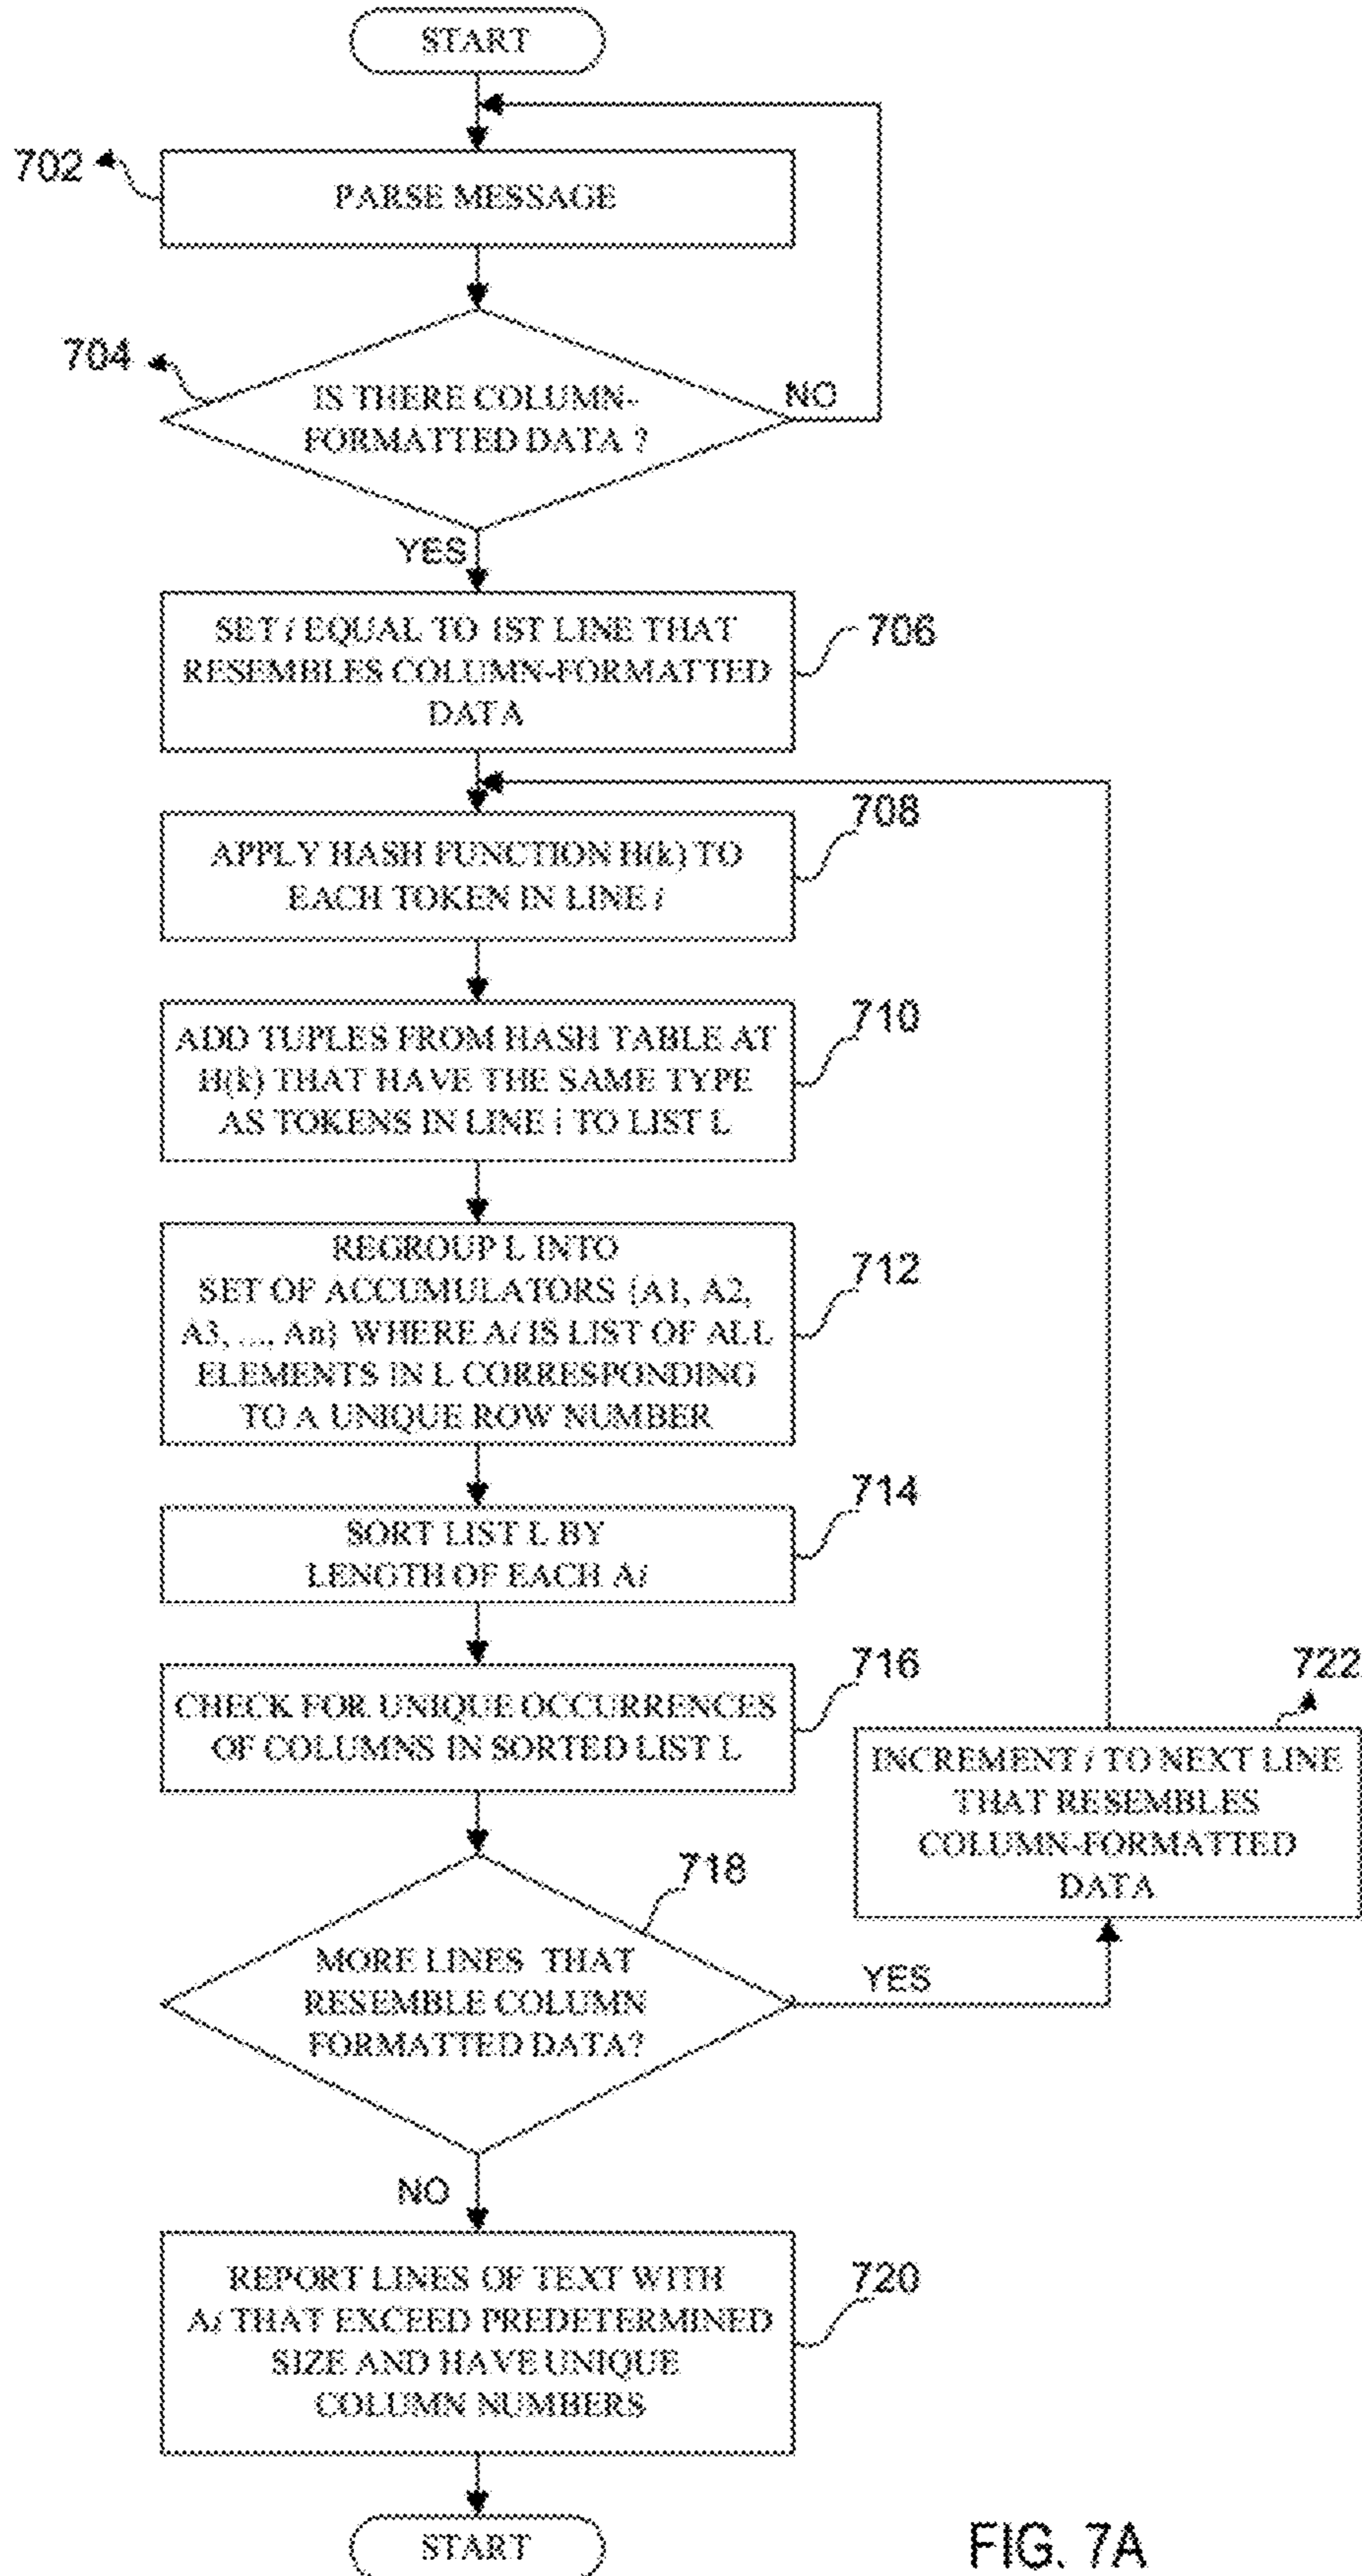 START
702
PARSE MESSAGE
704
IS THERE COLUMN-
FORMATTED DATA ?
NO
YES
SET i EQUAL TO 1ST LINE THAT
RESEMBLES COLUMN-FORMATTED
DATA
706
708
APPLY HASH FUNCTION H(k) TO
EACH TOKEN IN LINE i
710
ADD TUPLES FROM HASH TABLE AT
H(k) THAT HAVE THE SAME TYPE
AS TOKENS IN LINE i TO LIST L
712
REGROUP L INTO
SET OF ACCUMULATORS {A1, A2,
A3, ..., An} WHERE Ai IS LIST OF ALL
ELEMENTS IN L CORRESPONDING
TO A UNIQUE ROW NUMBER
714
SORT LIST L BY
LENGTH OF EACH Ai
716
CHECK FOR UNIQUE OCCURRENCES
OF COLUMNS IN SORTED LIST L
722
INCREMENT i TO NEXT LINE
THAT RESEMBLES
COLUMN-FORMATTED
DATA
718
MORE LINES THAT
RESEMBLE COLUMN
FORMATTED DATA?
YES
NO
REPORT LINES OF TEXT WITH
Ai THAT EXCEED PREDETERMINED
SIZE AND HAVE UNIQUE
COLUMN NUMBERS
720
START
FIG. 7A